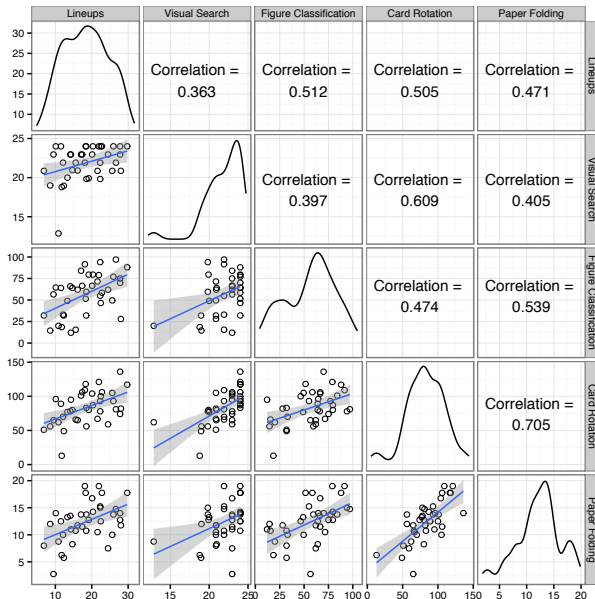 Lineups Visual Search Figure Classification Card Rotation Paper Folding
30
25
20
15
10
Correlation =
0.363
Correlation =
0.512
Correlation =
0.505
Correlation =
0.471
Lineups
25
20
15
Correlation =
0.397
Correlation =
0.609
Correlation =
0.405
Visual Search
100
75
50
25
0
Correlation =
0.474
Correlation =
0.539
Figure Classification
150
100
50
0
Correlation =
0.705
Card Rotation
20
15
10
5
Paper Folding
10 20 30 15 20 25 0 25 50 75 100 0 50 100 150 5 10 15 20